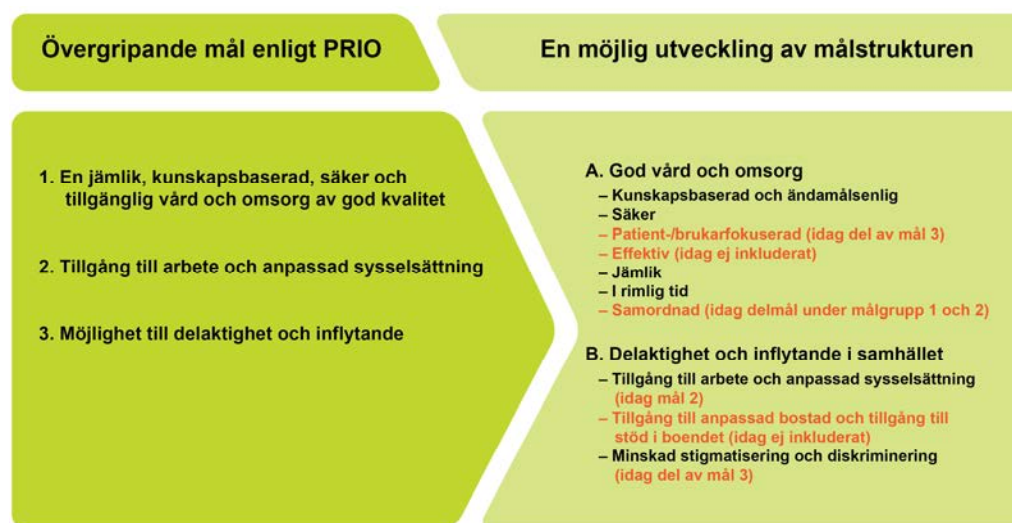 Övergripande mål enligt PRIO
En möjlig utveckling av målstrukturen
1. En jämlik, kunskapsbaserad, säker och
tillgänglig vård och omsorg av god kvalitet
2. Tillgång till arbete och anpassad sysselsättning
3. Möjlighet till delaktighet och inflytande
A. God vård och omsorg
– Kunskapsbaserad och ändamålsenlig
– Säker
– Patient-/brukarfokuserad (idag del av mål 3)
– Effektiv (idag ej inkluderat)
– Jämlik
– I rimlig tid
– Samordnad (idag delmål under målgrupp 1 och 2)
B. Delaktighet och inflytande i samhället
– Tillgång till arbete och anpassad sysselsättning
(idag mål 2)
– Tillgång till anpassad bostad och tillgång till
stöd i boendet (idag ej inkluderat)
– Minskad stigmatisering och diskriminering
(idag del av mål 3)